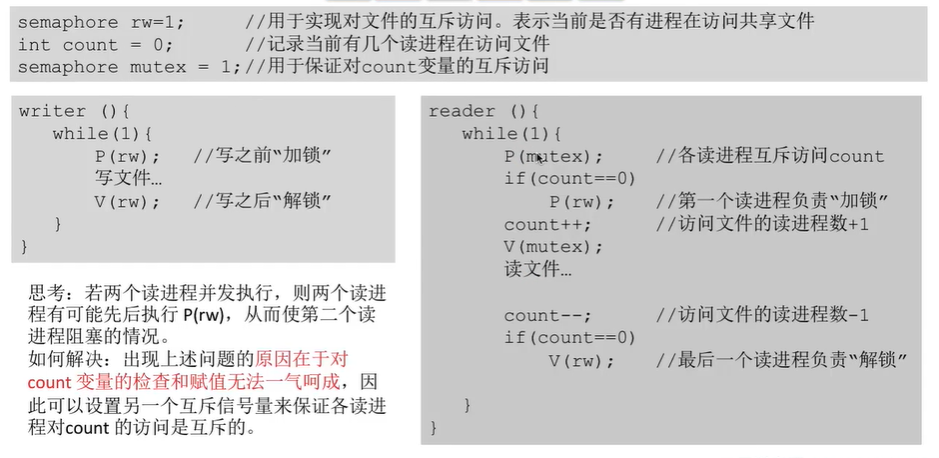 semaphore rw=1; //用于实现对文件的互斥访问。表示当前是否有进程在访问共享文件
int count = 0; //记录当前有几个读进程在访问文件
semaphore mutex = 1;//用于保证对count变量的互斥访问
writer (){
while(1){
P(rw); //写之前“加锁”
写文件…
V(rw); //写之后“解锁”
}
}
思考：若两个读进程并发执行，则两个读进
程有可能先后执行 P(rw)，从而使第二个读
进程阻塞的情况。
如何解决：出现上述问题的原因在于对
count 变量的检查和赋值无法一气呵成，因
此可以设置另一个互斥信号量来保证各读进
程对count 的访问是互斥的。
reader (){
while(1){
P(mutex); //各读进程互斥访问count
if(count==0)
P(rw); //第一个读进程负责“加锁”
count++; //访问文件的读进程数+1
V(mutex);
读文件…
count--; //访问文件的读进程数−1
if(count==0)
V(rw); //最后一个读进程负责“解锁”
}
}